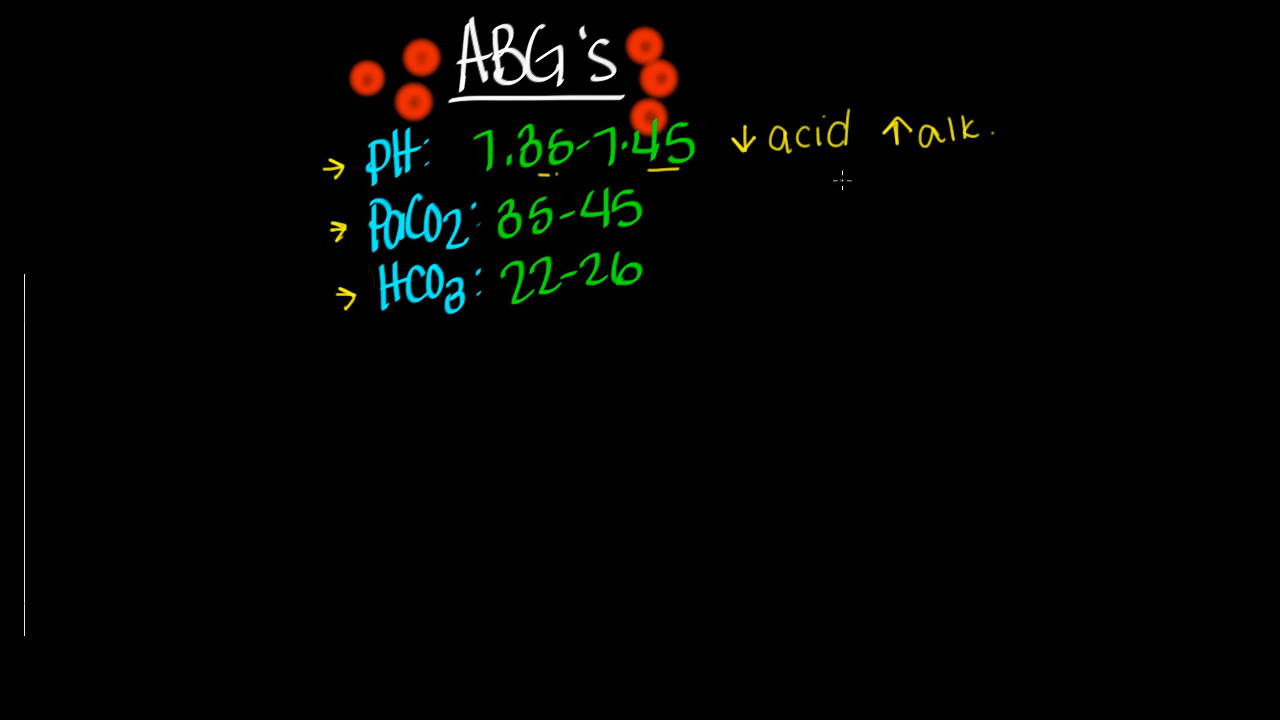 ABG's
→ pH: 7.35-7.45 ↓ acid ↑ alk.
→ PaCO2: 35-45
→ HCO3: 22-26